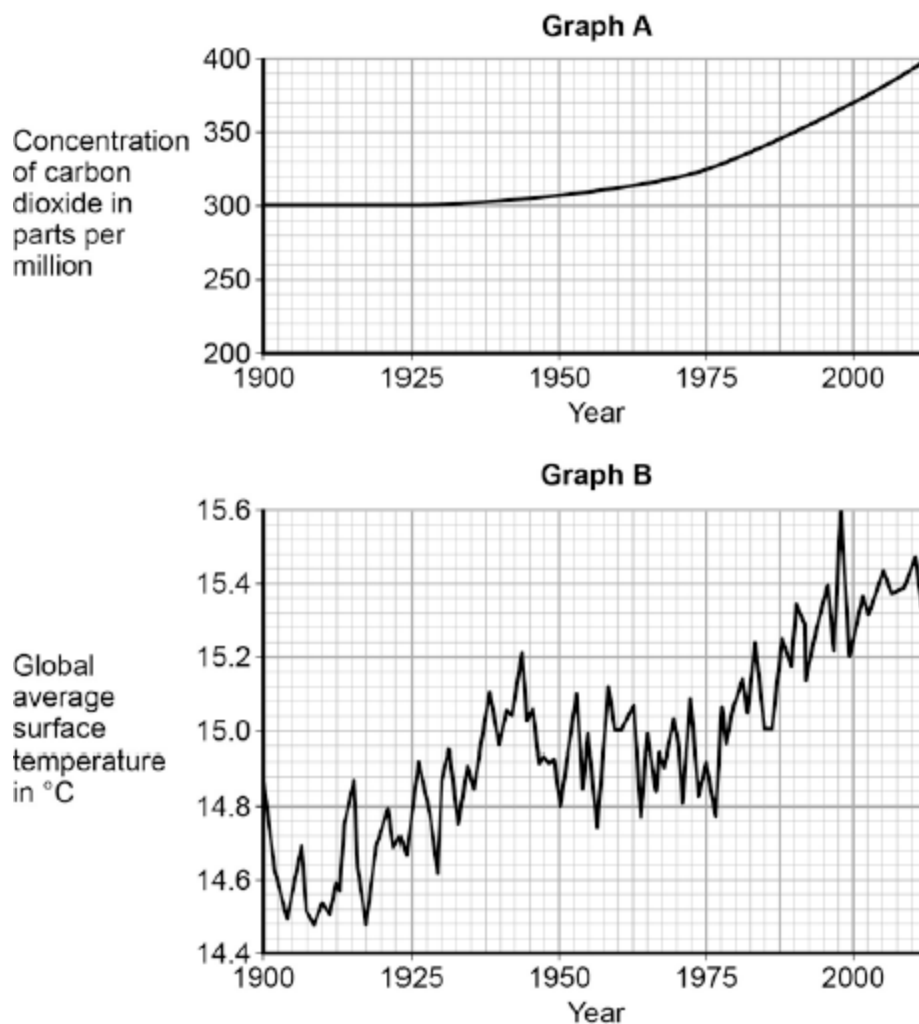 Graph A
Concentration
of carbon
dioxide in
parts per
million
400
350
300
250
200
1900 1925 1950 1975 2000
Year
Graph B
Global
average
surface
temperature
in °C
15.6
15.4
15.2
15.0
14.8
14.6
14.4
1900 1925 1950 1975 2000
Year